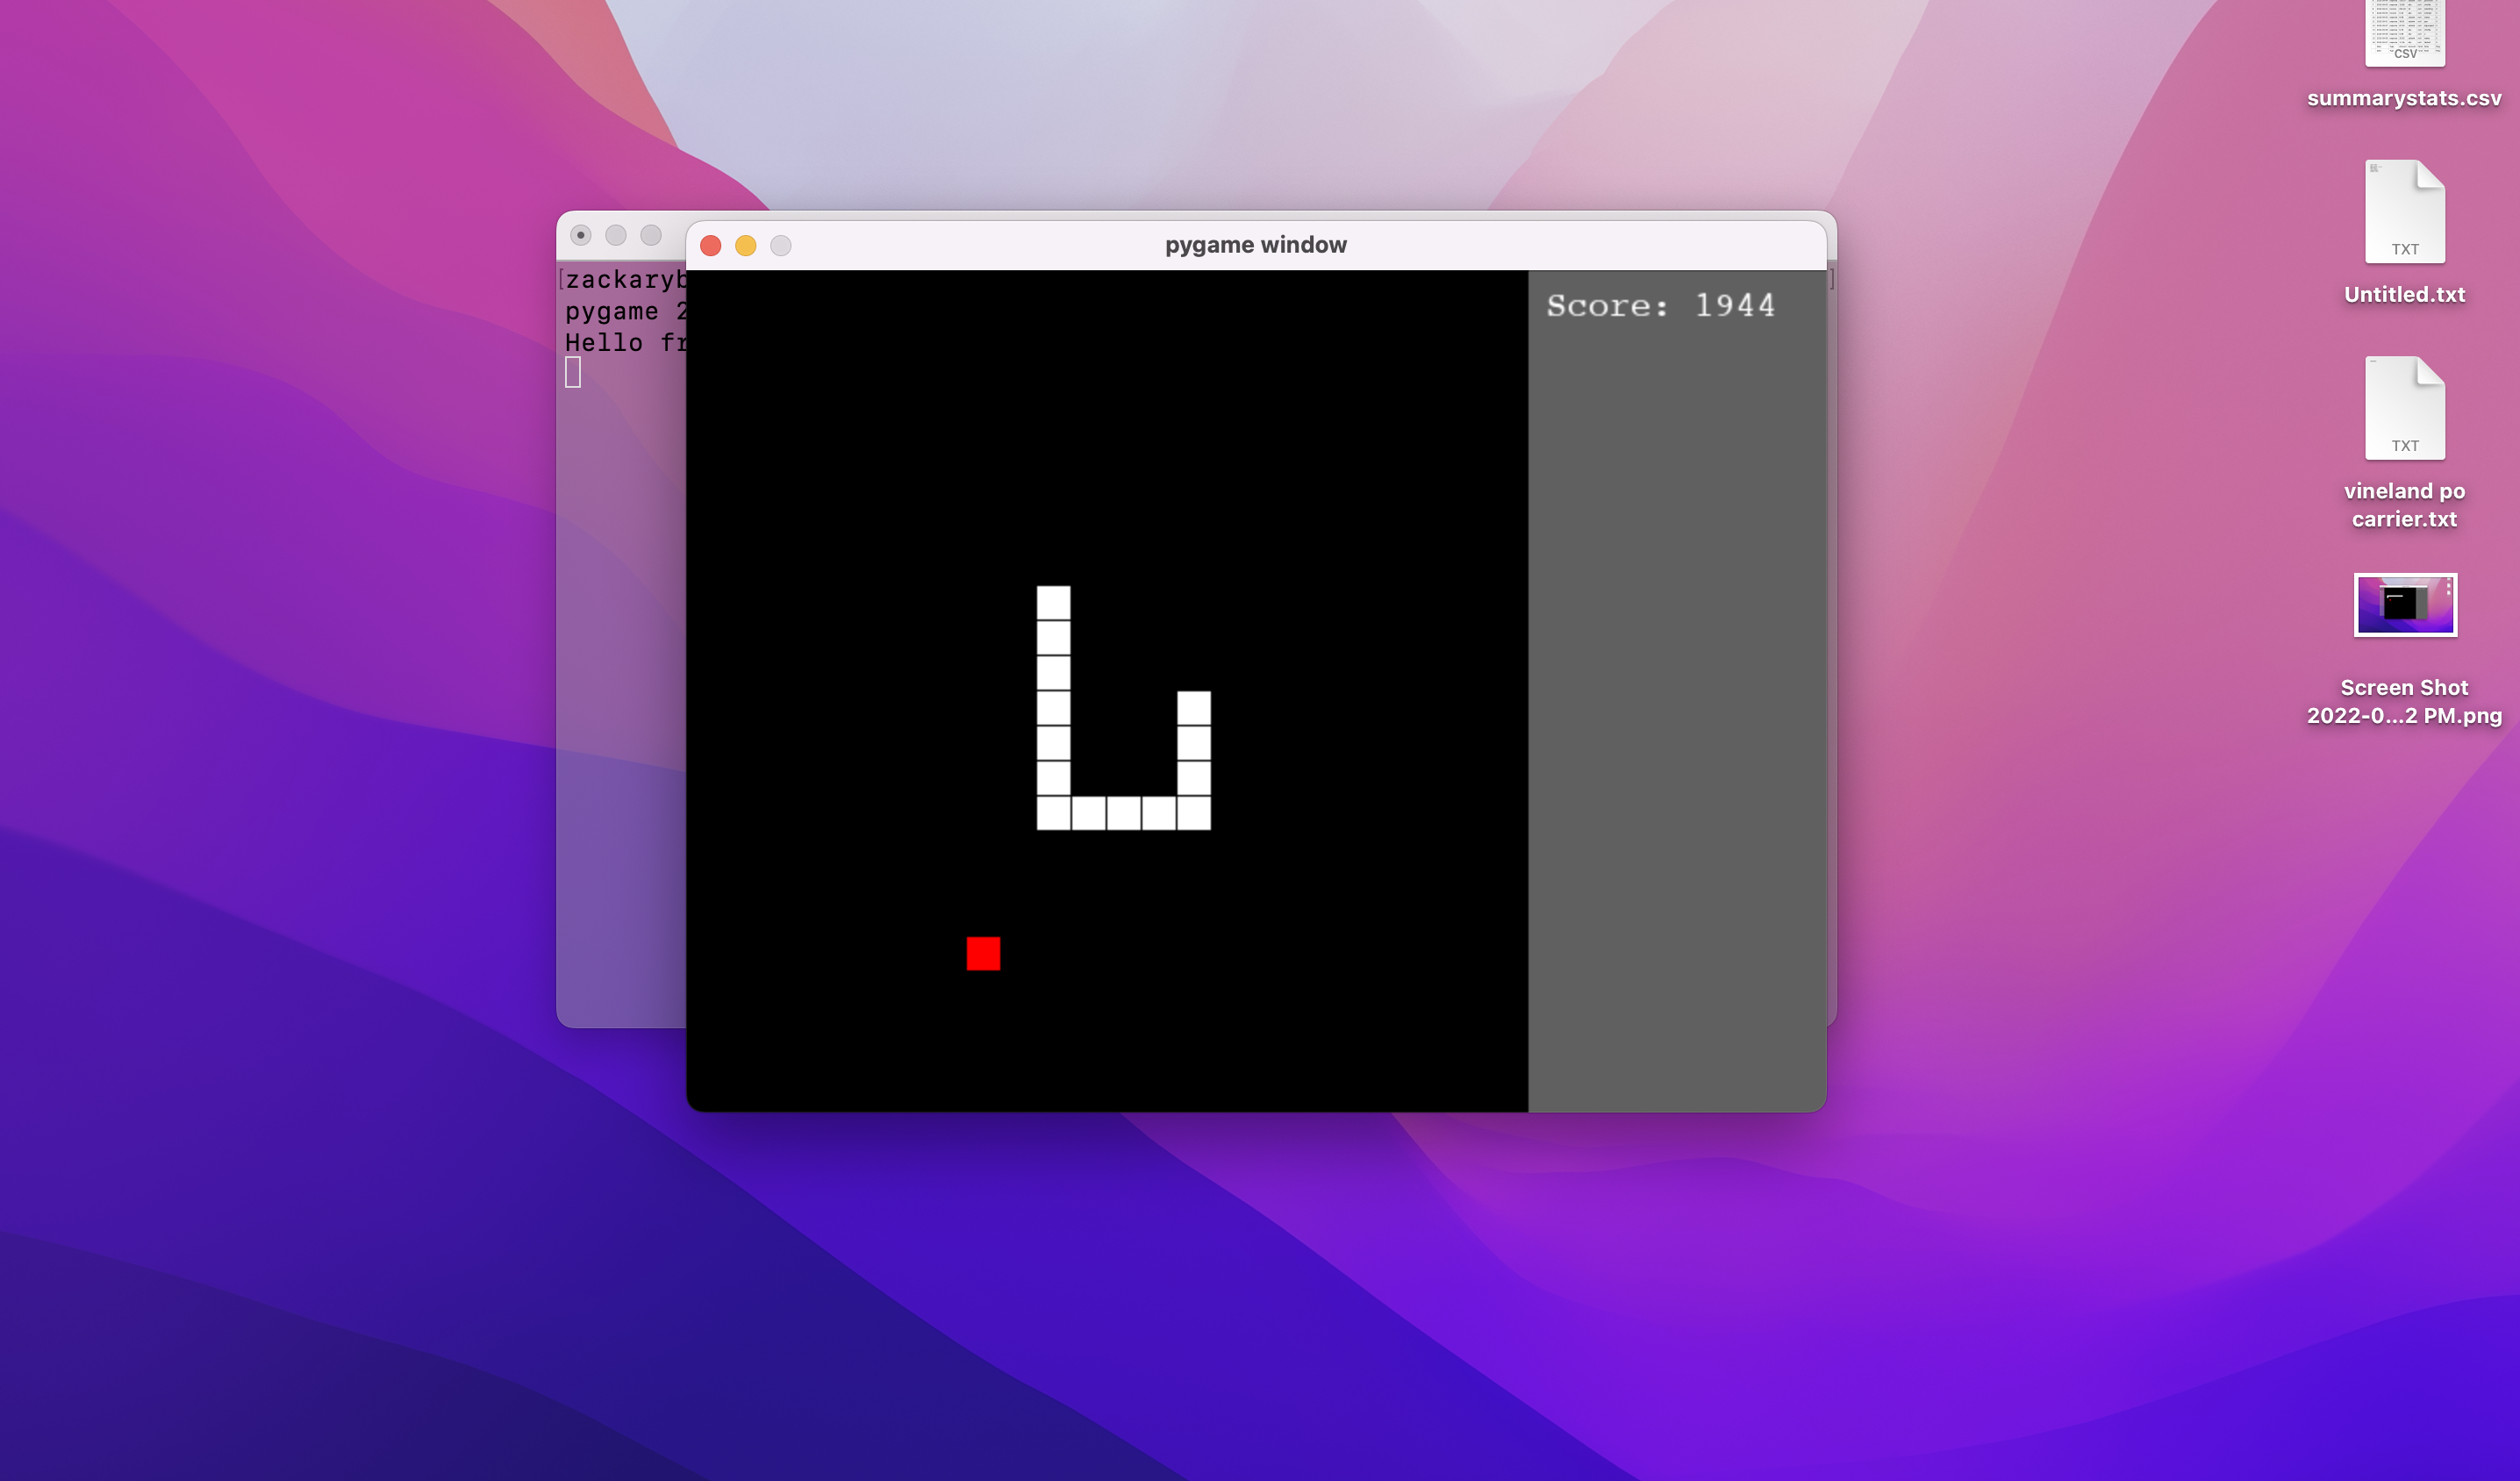 CSV
summarystats.csv
TXT
Untitled.txt
TXT
vineland po
carrier.txt
Screen Shot
2022-0...2 PM.png
pygame window
Score: 1944
[zackaryb
pygame 2
Hello fr